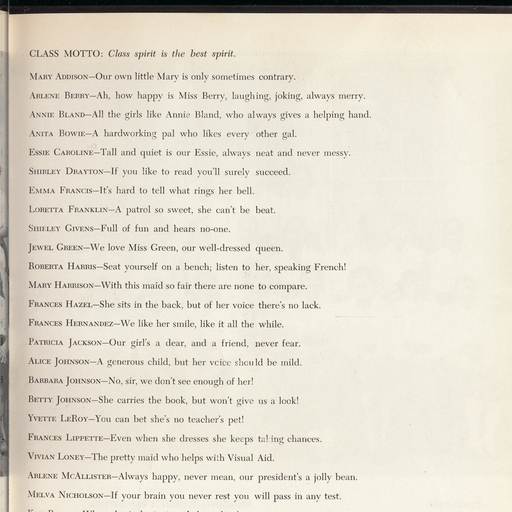 CLASS MOTTO: Class spirit is the best spirit.
MARY ADDISON—Our own little Mary is only sometimes contrary.
ARLENE BERRY—Ah, how happy is Miss Berry, laughing, joking, always merry.
ANNIE BLAND—All the girls like Annie Bland, who always gives a helping hand.
ANITA BOWIE—A hardworking pal who likes every other gal.
ESSIE CAROLINE—Tall and quiet is our Essie, always neat and never messy.
SHIRLEY DRAYTON—If you like to read you'll surely succeed.
EMMA FRANCIS—It's hard to tell what rings her bell.
LORETTA FRANKLIN—A patrol so sweet, she can't be beat.
SHIRLEY GIVENS—Full of fun and hears no-one.
JEWEL GREEN—We love Miss Green, our well-dressed queen.
ROBERTA HARRIS—Seat yourself on a bench; listen to her, speaking French!
MARY HARRISON—With this maid so fair there are none to compare.
FRANCES HAZEL—She sits in the back, but of her voice there's no lack.
FRANCES HERNANDEZ—We like her smile, like it all the while.
PATRICIA JACKSON—Our girl's a dear, and a friend, never fear.
ALICE JOHNSON—A generous child, but her voice should be mild.
BARBARA JOHNSON—No, sir, we don't see enough of her!
BETTY JOHNSON—She carries the book, but won't give us a look!
YVETTE LEROY—You can bet she's no teacher's pet!
FRANCES LIPPETTE—Even when she dresses she keeps taking chances.
VIVIAN LONEY—The pretty maid who helps with Visual Aid.
ARLENE MCALLISTER—Always happy, never mean, our president's a jolly bean.
MELVA NICHOLSON—If your brain you never rest you will pass in any test.